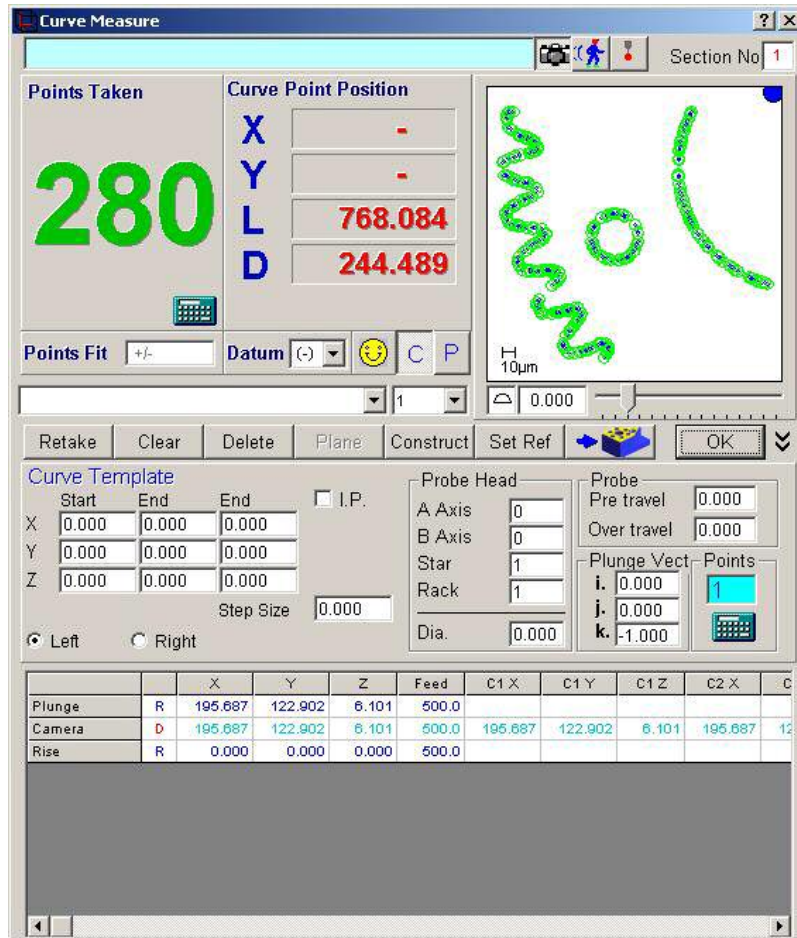 Curve Measure
Section No 1
Points Taken
280
Curve Point Position
X -
Y -
L 768.084
D 244.489
10µm
Points Fit +/-
Datum (-) C P
1
0.000
Retake Clear Delete Plane Construct Set Ref OK
Curve Template
Start End End I.P.
X 0.000 0.000 0.000
Y 0.000 0.000 0.000
Z 0.000 0.000 0.000
Step Size 0.000
Left Right
Probe Head
A Axis 0
B Axis 0
Star 1
Rack 1
Dia. 0.000
Probe
Pre travel 0.000
Over travel 0.000
Plunge Vect
i. 0.000
j. 0.000
k. -1.000
Points
1
X Y Z Feed C1 X C1 Y C1 Z C2 X C
Plunge R 195.687 122.902 6.101 500.0
Camera D 195.687 122.902 6.101 500.0 195.687 122.902 6.101 195.687 12
Rise R 0.000 0.000 0.000 500.0